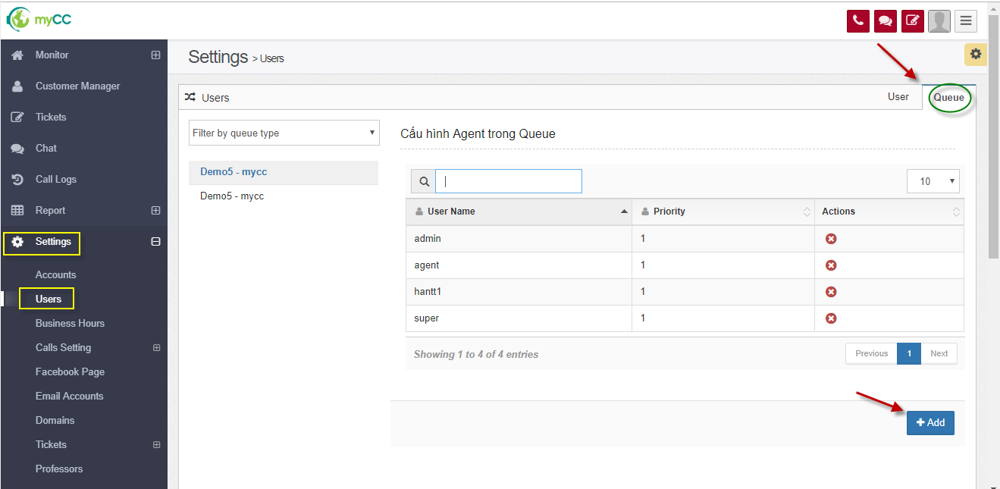 myCC
Monitor
Customer Manager
Tickets
Chat
Call Logs
Report
Settings
Accounts
Users
Business Hours
Calls Setting
Facebook Page
Email Accounts
Domains
Tickets
Professors
Settings > Users
Users
User
Queue
Filter by queue type
Demo5 - mycc
Demo5 - mycc
Cấu hình Agent trong Queue
10
User Name Priority Actions
admin 1
agent 1
hantt1 1
super 1
Showing 1 to 4 of 4 entries
Previous 1 Next
+ Add